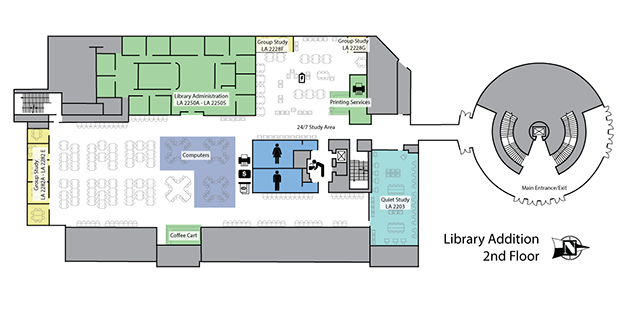 Group Study
LA 2228F
Group Study
LA 2228G
Library Administration
LA 2250A - LA 2250S
Printing Services
24/7 Study Area
Computers
Group Study
LA 2282A - LA 2282 E
S
Quiet Study
LA 2203
Main Entrance/Exit
Coffee Cart
Library Addition
2nd Floor
N